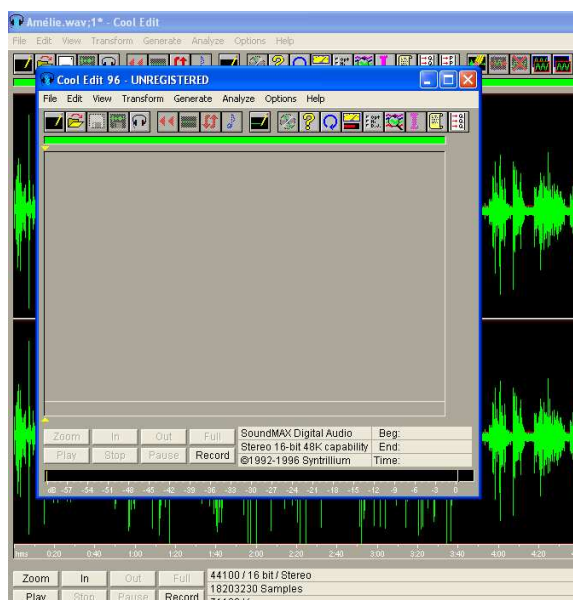 Amélie.wav;1* - Cool Edit
File Edit View Transform Generate Analyze Options Help
Cool Edit 96 - UNREGISTERED
File Edit View Transform Generate Analyze Options Help
Zoom In Out Full
Play Stop Pause Record
SoundMAX Digital Audio
Stereo 16-bit 48K capability
©1992-1996 Syntrillium
Beg:
End:
Time:
dB -57 -54 -51 -48 -45 -42 -39 -36 -33 -30 -27 -24 -21 -18 -15 -12 -9 -6 -3 0
hms 0:20 0:40 1:00 1:20 1:40 2:00 2:20 2:40 3:00 3:20 3:40 4:00 4:20
Zoom In Out Full
44100 / 16 bit / Stereo
Play Stop Pause Record
18203230 Samples